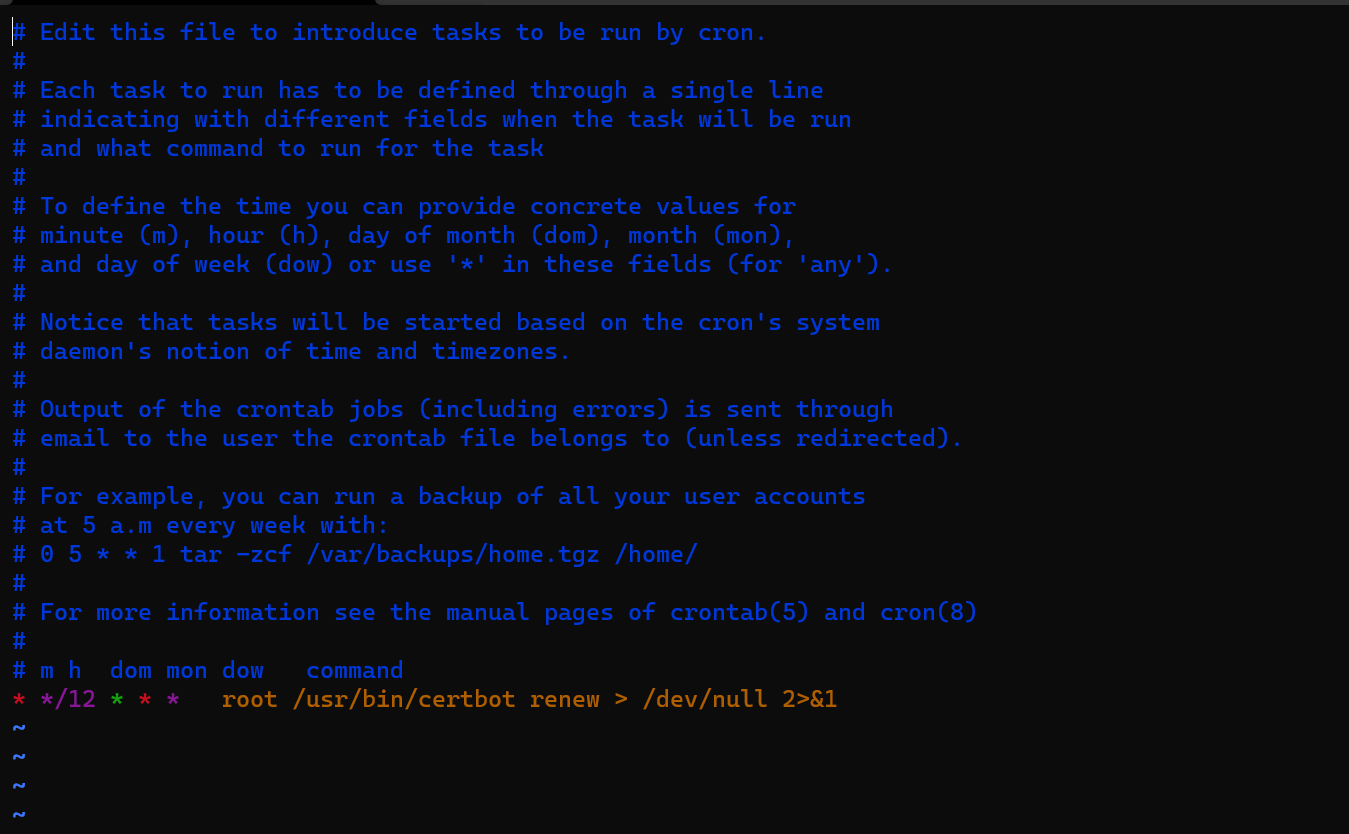 # Edit this file to introduce tasks to be run by cron.
#
# Each task to run has to be defined through a single line
# indicating with different fields when the task will be run
# and what command to run for the task
#
# To define the time you can provide concrete values for
# minute (m), hour (h), day of month (dom), month (mon),
# and day of week (dow) or use '*' in these fields (for 'any').
#
# Notice that tasks will be started based on the cron's system
# daemon's notion of time and timezones.
#
# Output of the crontab jobs (including errors) is sent through
# email to the user the crontab file belongs to (unless redirected).
#
# For example, you can run a backup of all your user accounts
# at 5 a.m every week with:
# 0 5 * * 1 tar -zcf /var/backups/home.tgz /home/
#
# For more information see the manual pages of crontab(5) and cron(8)
#
# m h  dom mon dow   command
* */12 * * *   root /usr/bin/certbot renew > /dev/null 2>&1
~
~
~
~